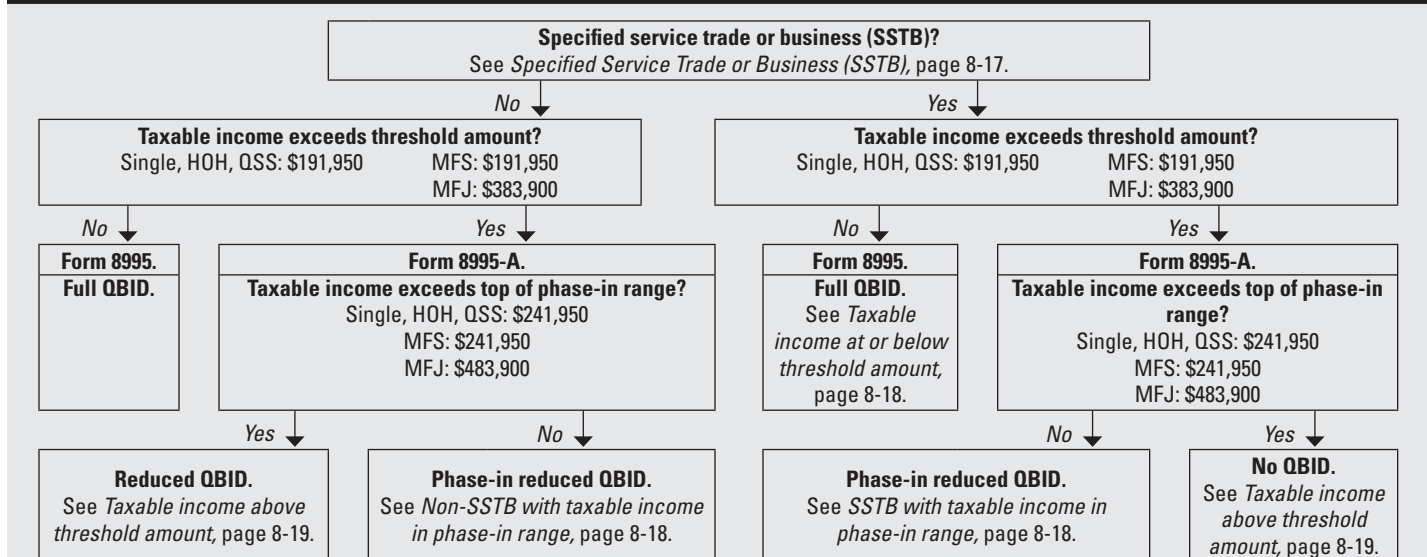 Specified service trade or business (SSTB)?
See Specified Service Trade or Business (SSTB), page 8-17.
No
Yes
Taxable income exceeds threshold amount?
Single, HOH, QSS: $191,950 MFS: $191,950
MFJ: $383,900
Taxable income exceeds threshold amount?
Single, HOH, QSS: $191,950 MFS: $191,950
MFJ: $383,900
No
Yes
No
Yes
Form 8995.
Full QBID.
Form 8995-A.
Taxable income exceeds top of phase-in range?
Single, HOH, QSS: $241,950
MFS: $241,950
MFJ: $483,900
Form 8995.
Full QBID.
See Taxable
income at or below
threshold amount,
page 8-18.
Form 8995-A.
Taxable income exceeds top of phase-in
range?
Single, HOH, QSS: $241,950
MFS: $241,950
MFJ: $483,900
Yes
No
No
Yes
Reduced QBID.
See Taxable income above
threshold amount, page 8-19.
Phase-in reduced QBID.
See Non-SSTB with taxable income
in phase-in range, page 8-18.
Phase-in reduced QBID.
See SSTB with taxable income in
phase-in range, page 8-18.
No QBID.
See Taxable income
above threshold
amount, page 8-19.